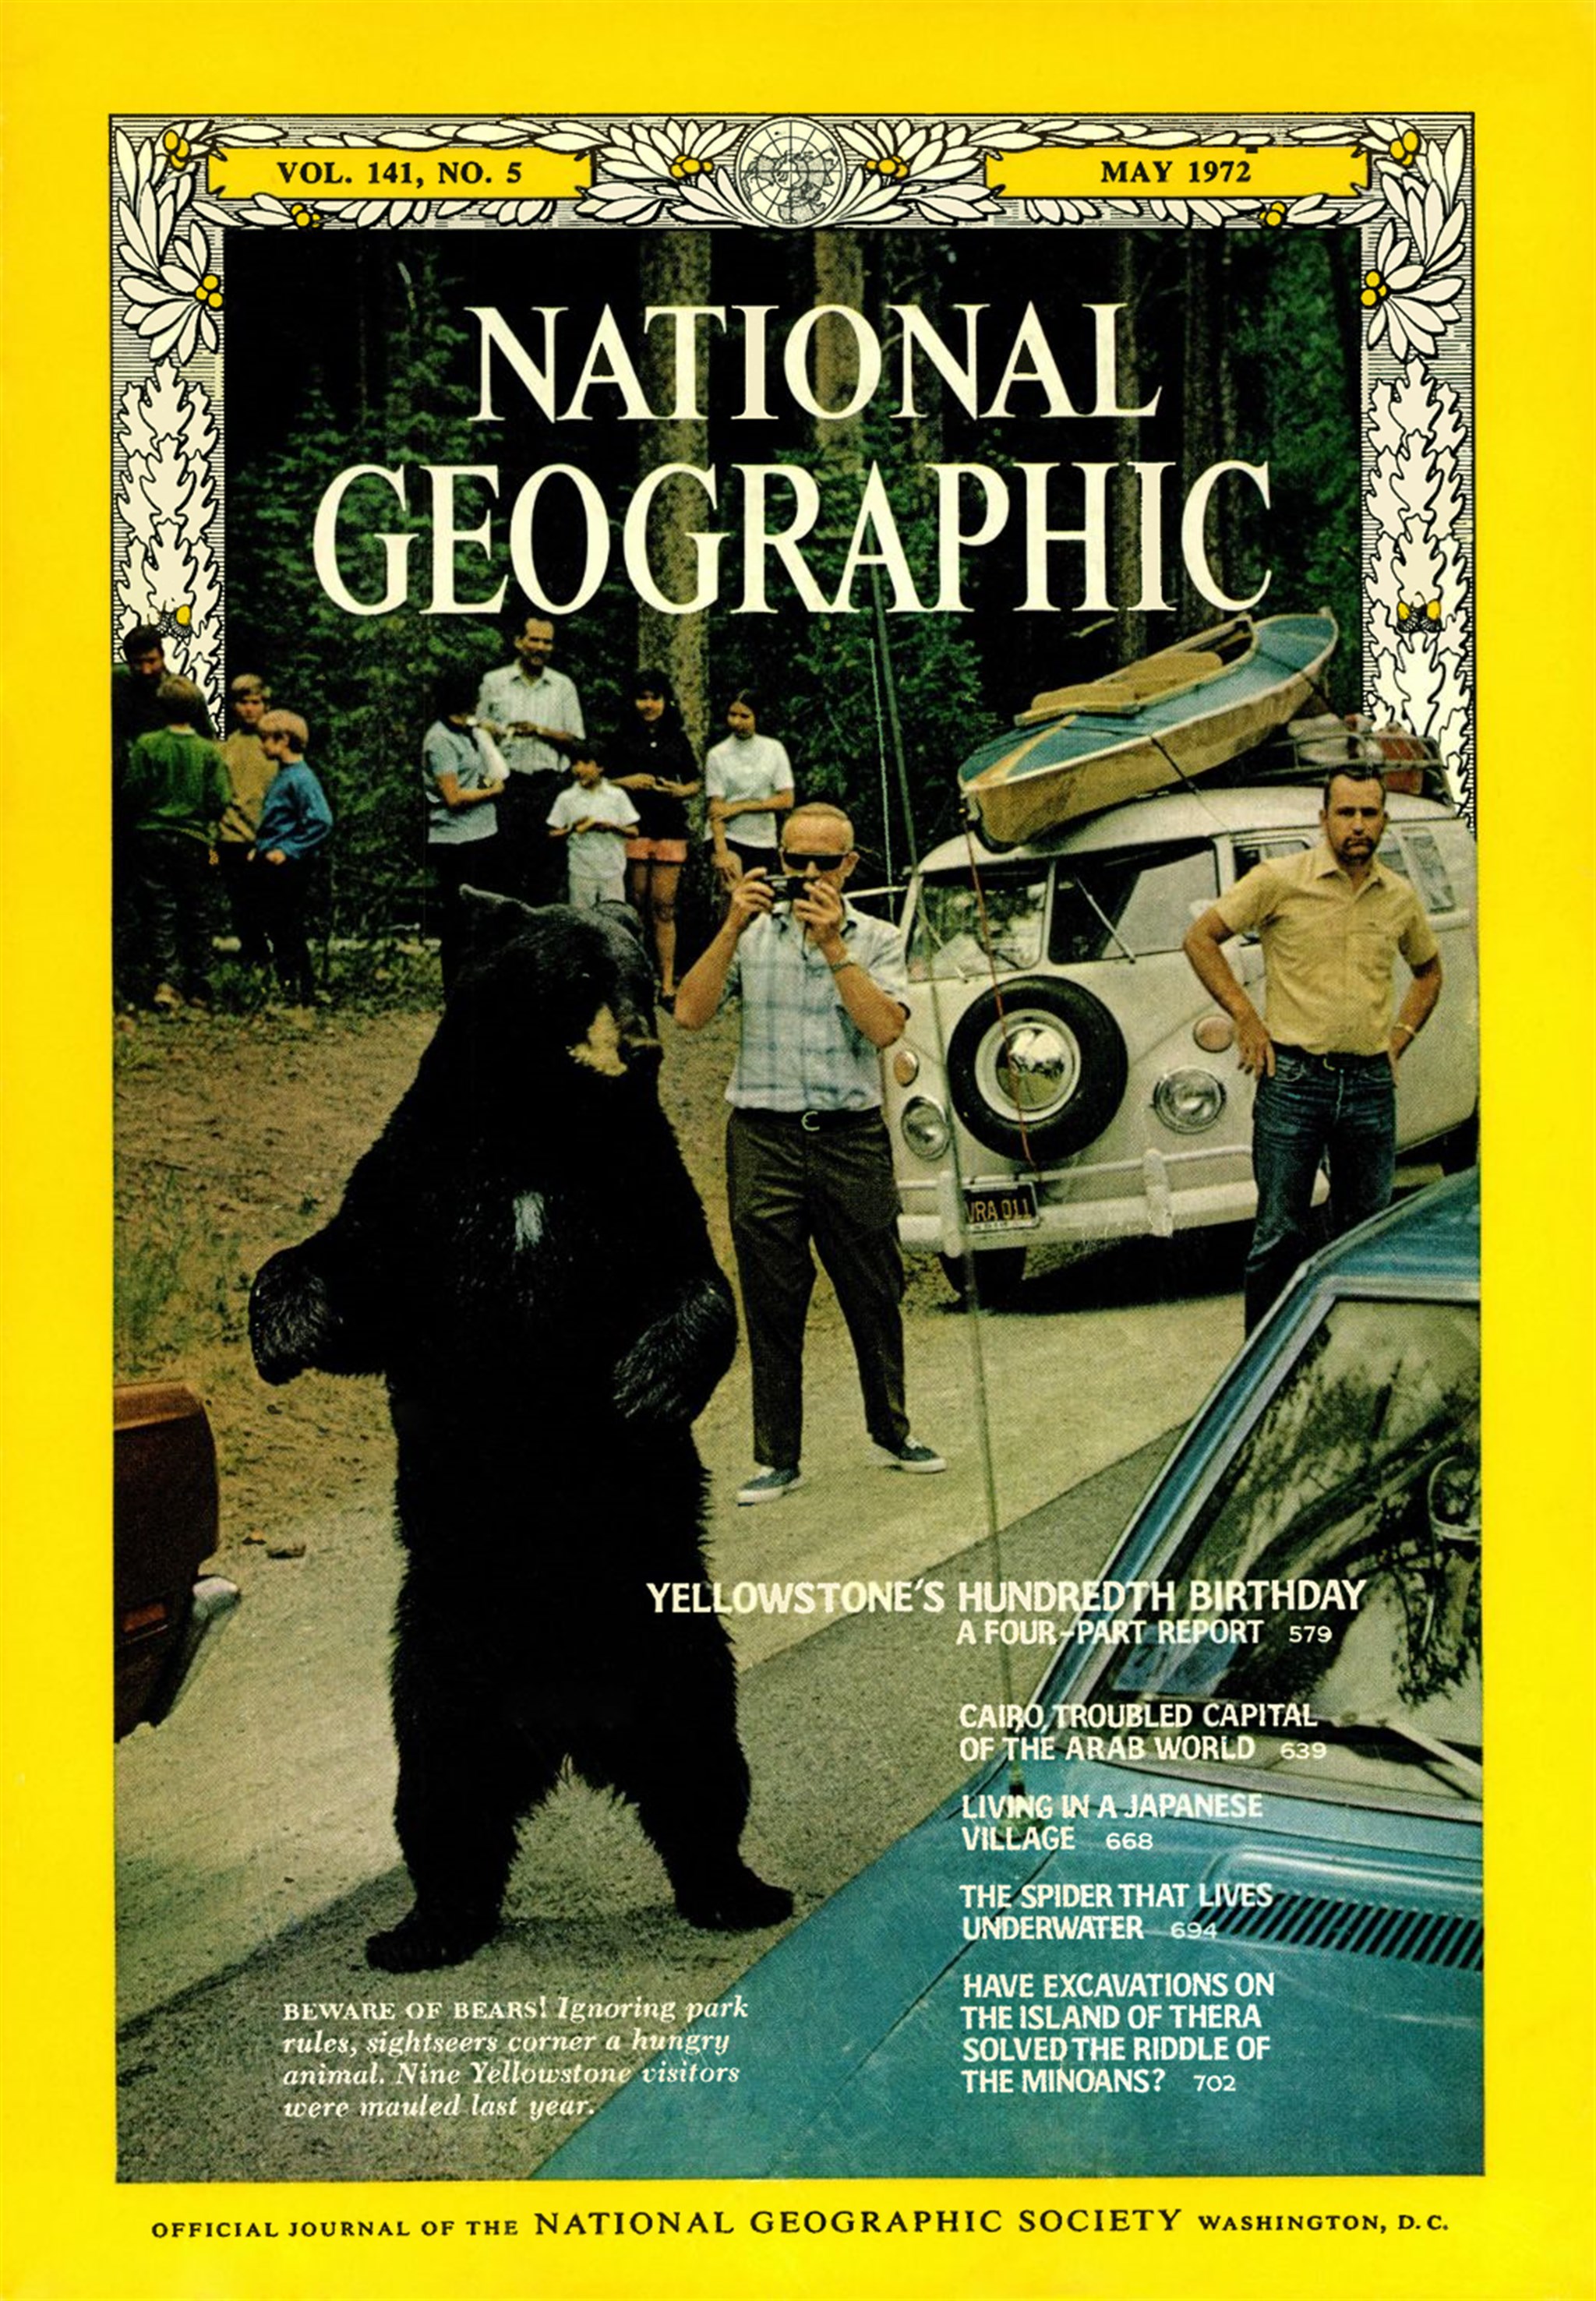 VOL. 141, NO. 5
MAY 1972
NATIONAL
GEOGRAPHIC
VRA 011
YELLOWSTONE'S HUNDREDTH BIRTHDAY
A FOUR-PART REPORT 579
CAIRO, TROUBLED CAPITAL
OF THE ARAB WORLD 639
LIVING IN A JAPANESE
VILLAGE 668
THE SPIDER THAT LIVES
UNDERWATER 694
HAVE EXCAVATIONS ON
THE ISLAND OF THERA
SOLVED THE RIDDLE OF
THE MINOANS? 702
BEWARE OF BEARS! Ignoring park
rules, sightseers corner a hungry
animal. Nine Yellowstone visitors
were mauled last year.
OFFICIAL JOURNAL OF THE NATIONAL GEOGRAPHIC SOCIETY WASHINGTON, D.C.